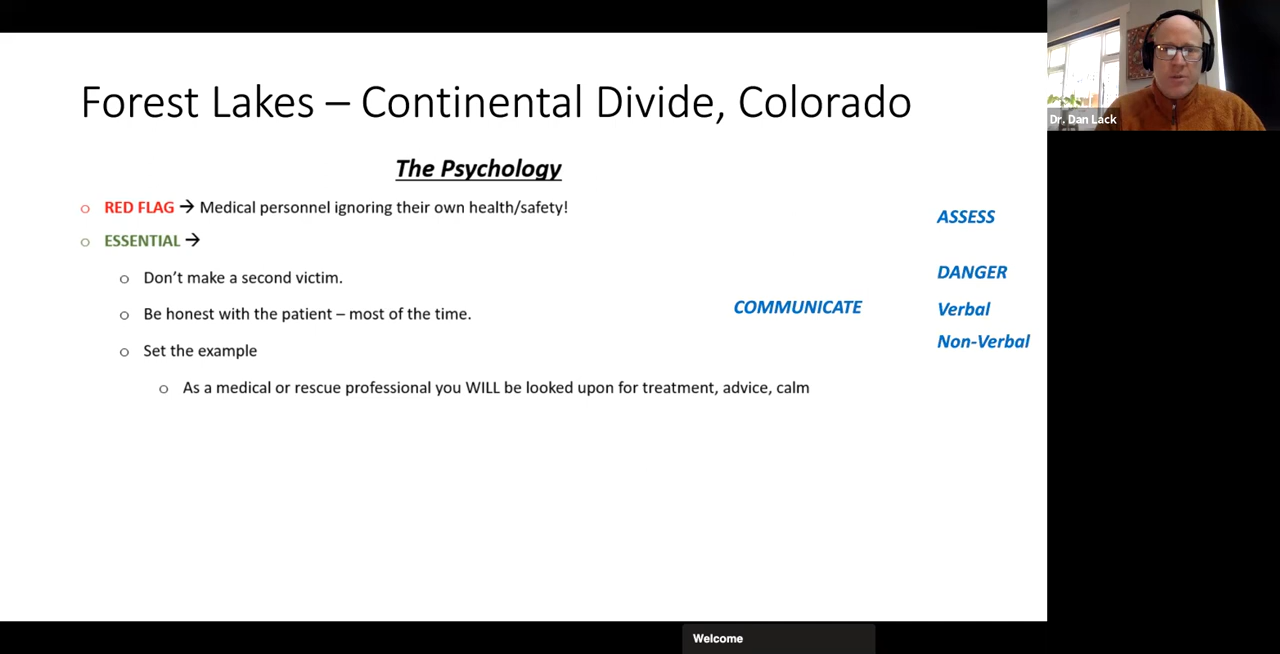 Forest Lakes – Continental Divide, Colorado
Dr. Dan Lack
The Psychology
o RED FLAG → Medical personnel ignoring their own health/safety!
ASSESS
o ESSENTIAL →
o Don’t make a second victim.
DANGER
o Be honest with the patient – most of the time.
COMMUNICATE
Verbal
Non-Verbal
o Set the example
o As a medical or rescue professional you WILL be looked upon for treatment, advice, calm
Welcome